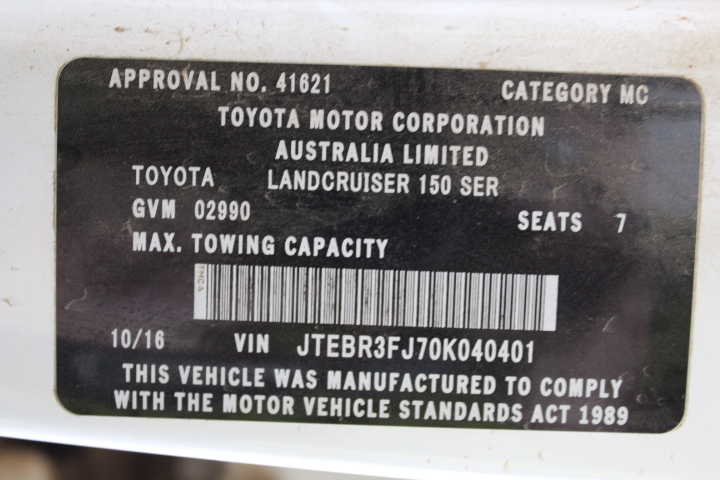 APPROVAL NO. 41621 CATEGORY MC
TOYOTA MOTOR CORPORATION
AUSTRALIA LIMITED
TOYOTA LANDCRUISER 150 SER
GVM 02990 SEATS 7
MAX. TOWING CAPACITY
TMCA
10/16 VIN JTEBR3FJ70K040401
THIS VEHICLE WAS MANUFACTURED TO COMPLY
WITH THE MOTOR VEHICLE STANDARDS ACT 1989